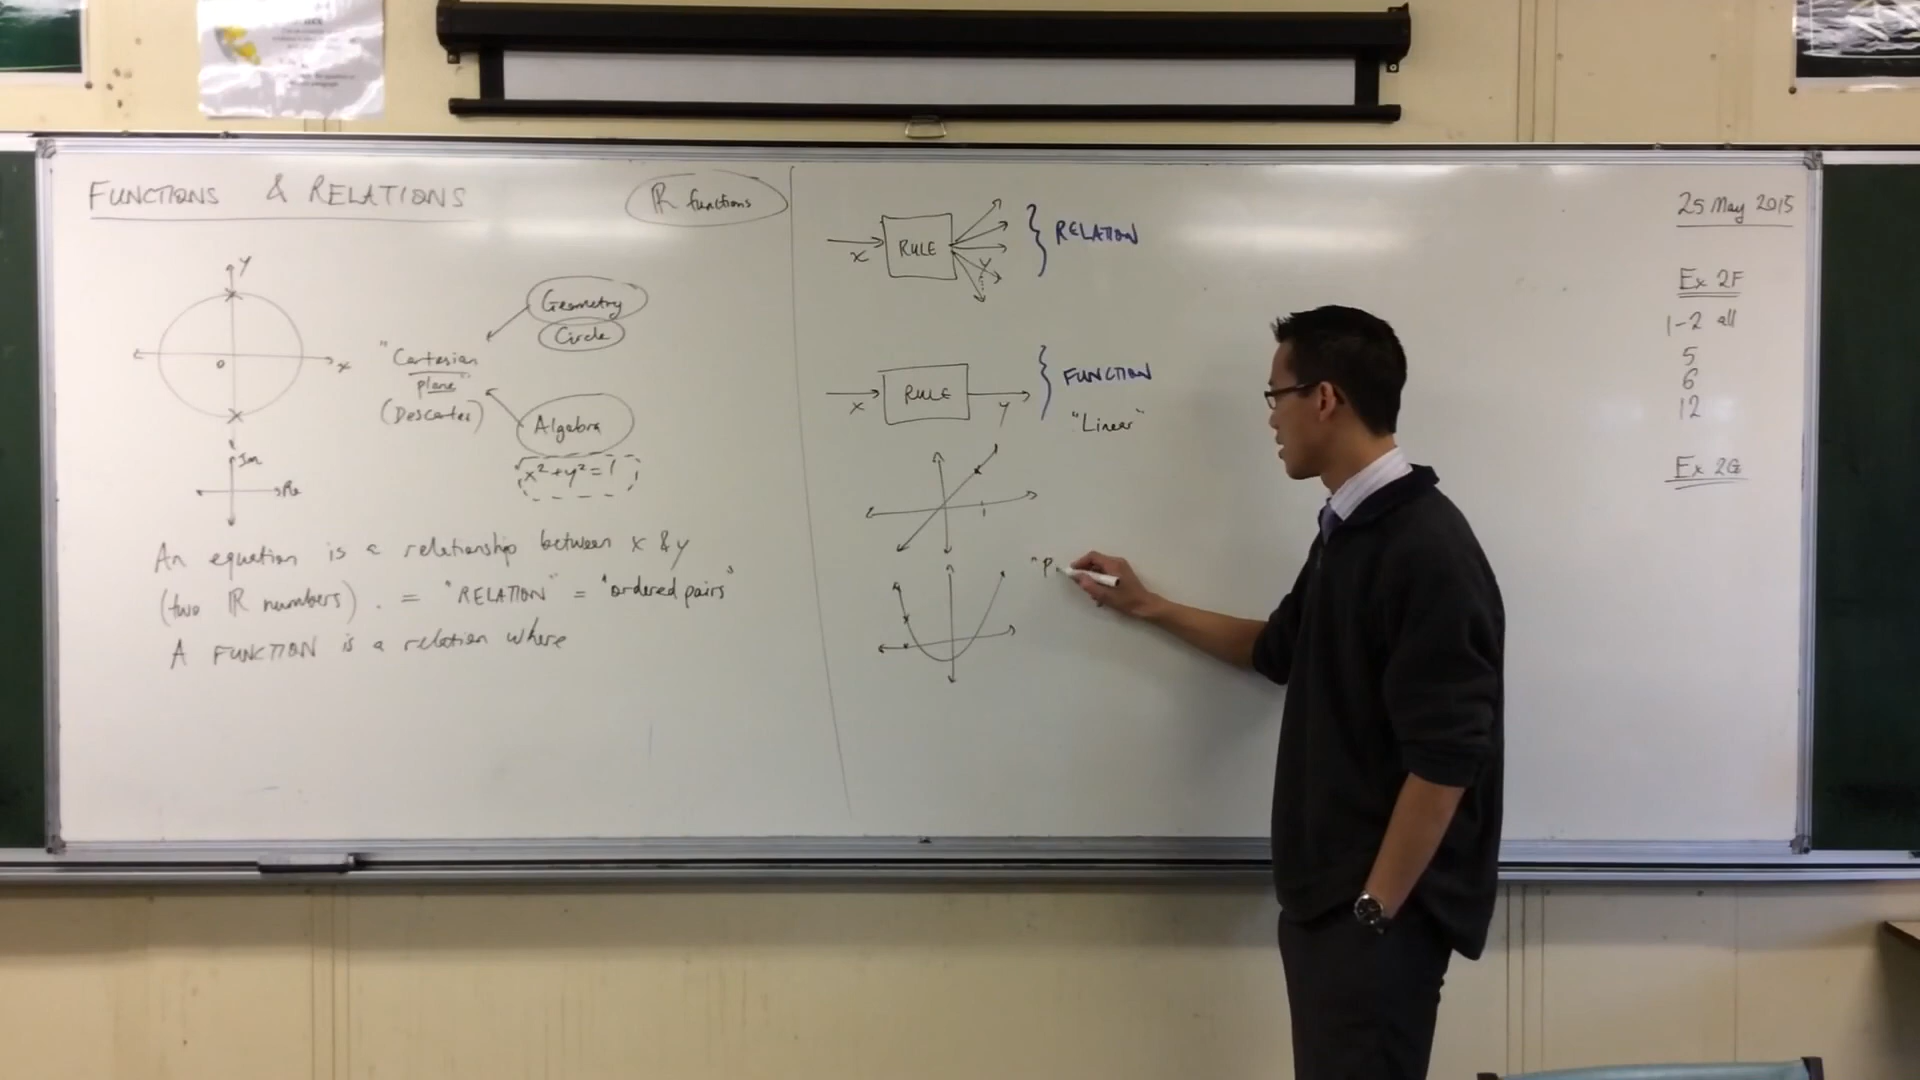 FUNCTIONS & RELATIONS
ℝ functions
y
x
0
"Cartesian
plane"
(Descartes)
Geometry
Circle
Algebra
x² + y² = 1
Im
Re
An equation is a relationship between x & y
(two ℝ numbers). = "RELATION" = "ordered pairs"
A FUNCTION is a relation where
x
RULE
y
} RELATION
x
RULE
y
} FUNCTION
"Linear"
1
"P
25 May 2015
Ex 2F
1-2 all
5
6
12
Ex 2G